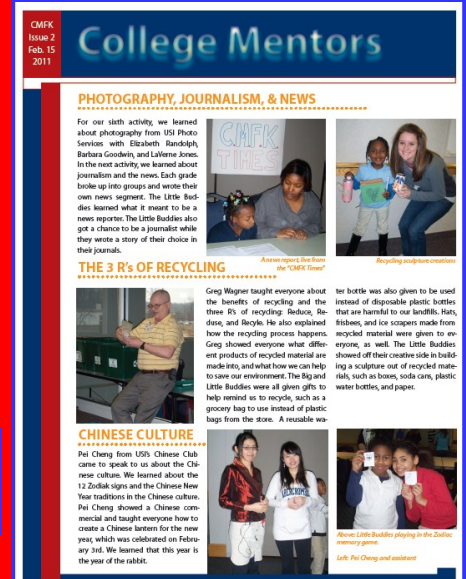 CMFK
Issue 2
Feb. 15
2011
College Mentors
PHOTOGRAPHY, JOURNALISM, & NEWS
For our sixth activity, we learned
about photography from USI Photo
Services with Elizabeth Randolph,
Barbara Goodwin, and LaVerne Jones.
In the next activity, we learned about
journalism and the news. Each grade
broke up into groups and wrote their
own news segment. The Little Bud-
dies learned what it meant to be a
news reporter. The Little Buddies also
got a chance to be a journalist while
they wrote a story of their choice in
their journals.
CMFK
TIMES
A news report, live from
the "CMFK Times"
Recycling sculpture creations
THE 3 R's OF RECYCLING
Greg Wagner taught everyone about
the benefits of recycling and the
three R's of recycling: Reduce, Re-
duse, and Recyle. He also explained
how the recycling process happens.
Greg showed everyone what differ-
ent products of recycled material are
made into, and what how we can help
to save our environment. The Big and
Little Buddies were all given gifts to
help remind us to recycle, such as a
grocery bag to use instead of plastic
bags from the store. A reusable wa-
ter bottle was also given to be used
instead of disposable plastic bottles
that are harmful to our landfills. Hats,
frisbees, and ice scrapers made from
recycled material were given to ev-
eryone, as well. The Little Buddies
showed off their creative side in build-
ing a sculpture out of recycled mate-
rials, such as boxes, soda cans, plastic
water bottles, and paper.
CHINESE CULTURE
Pei Cheng from USI's Chinese Club
came to speak to us about the Chi-
nese culture. We learned about the
12 Zodiak signs and the Chinese New
Year traditions in the Chinese culture.
Pei Cheng showed a Chinese com-
mercial and taught everyone how to
create a Chinese lantern for the new
year, which was celebrated on Febru-
ary 3rd. We learned that this year is
the year of the rabbit.
Above: Little Buddies playing in the Zodiac
memory game.
Left: Pei Cheng and assistant